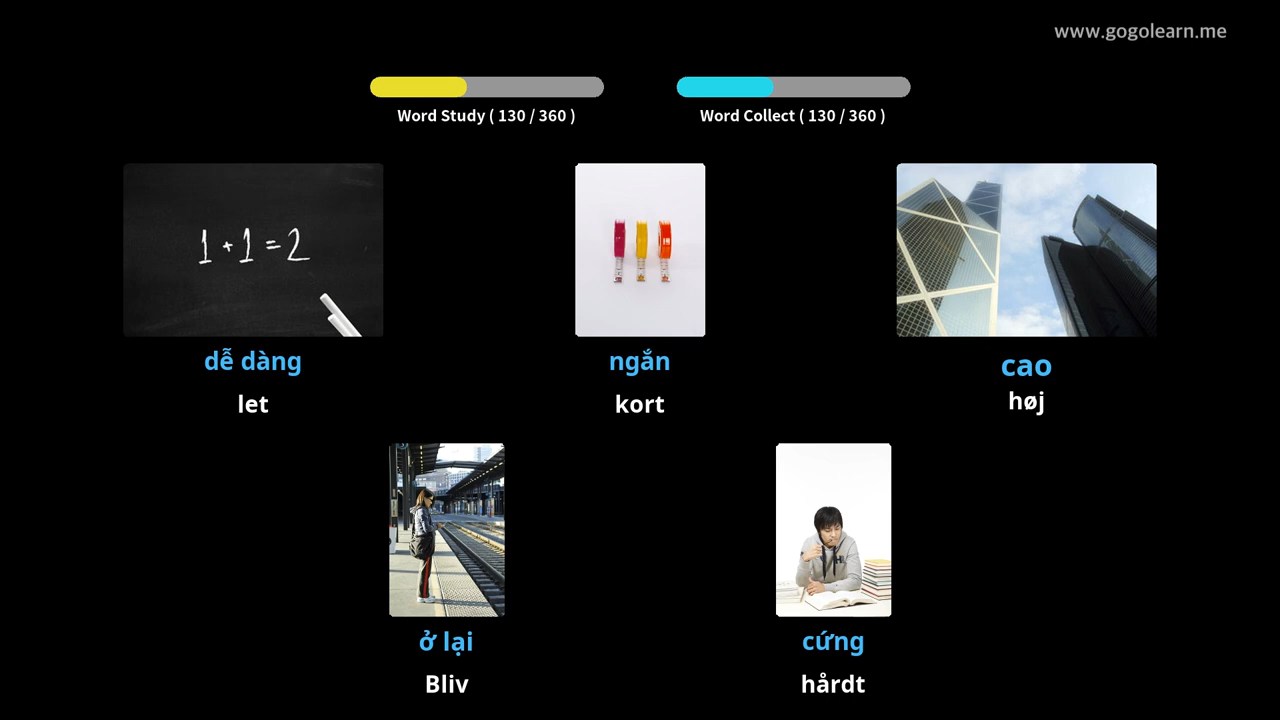 www.gogolearn.me
Word Study ( 130 / 360 )
Word Collect ( 130 / 360 )
1 + 1 = 2
dễ dàng
let
ngắn
kort
cao
høj
ở lại
Bliv
cứng
hårdt